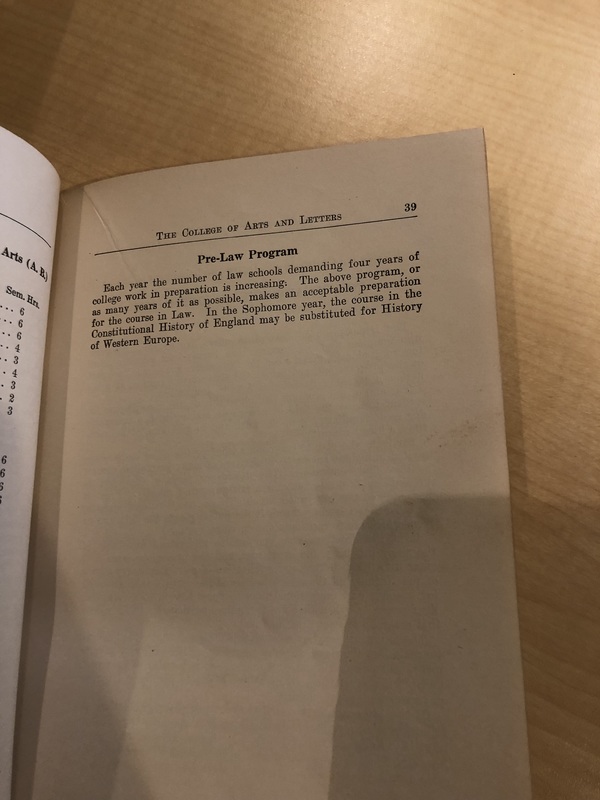 Arts (A. B.)
Sem. Hrs.
... 6
.. 6
.. 6
. 4
. 3
. 4
. 3
. 2
3
6
6
6
6
THE COLLEGE OF ARTS AND LETTERS 39
Pre-Law Program
Each year the number of law schools demanding four years of
college work in preparation is increasing. The above program, or
as many years of it as possible, makes an acceptable preparation
for the course in Law. In the Sophomore year, the course in the
Constitutional History of England may be substituted for History
of Western Europe.